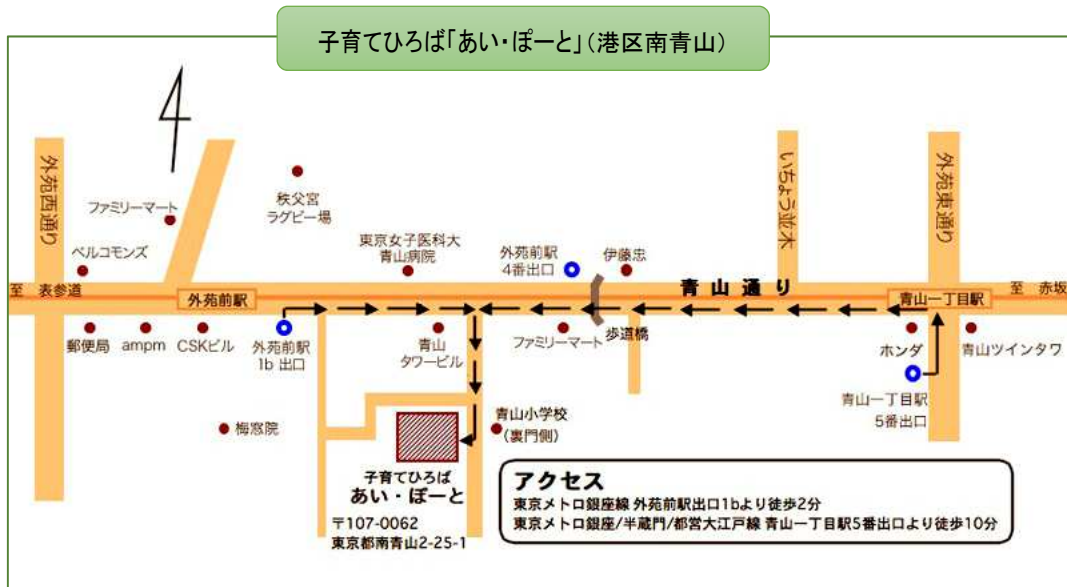 子育てひろば「あい・ぽーと」(港区南青山)
外苑西通り
ファミリーマート
ベルコモンズ
秩父宮
ラグビー場
東京女子医科大
青山病院
外苑前駅
4番出口
伊藤忠
いちょう並木
外苑東通り
至 表参道
外苑前駅
青山通り
青山一丁目駅
至 赤坂
郵便局
ampm
CSKビル
外苑前駅
1b 出口
青山
タワービル
ファミリーマート
歩道橋
ホンダ
青山ツインタワ
青山一丁目駅
5番出口
梅窓院
青山小学校
(裏門側)
子育てひろば
あい・ぽーと
〒107-0062
東京都南青山2-25-1
アクセス
東京メトロ銀座線 外苑前駅出口1bより徒歩2分
東京メトロ銀座/半蔵門/都営大江戸線 青山一丁目駅5番出口より徒歩10分